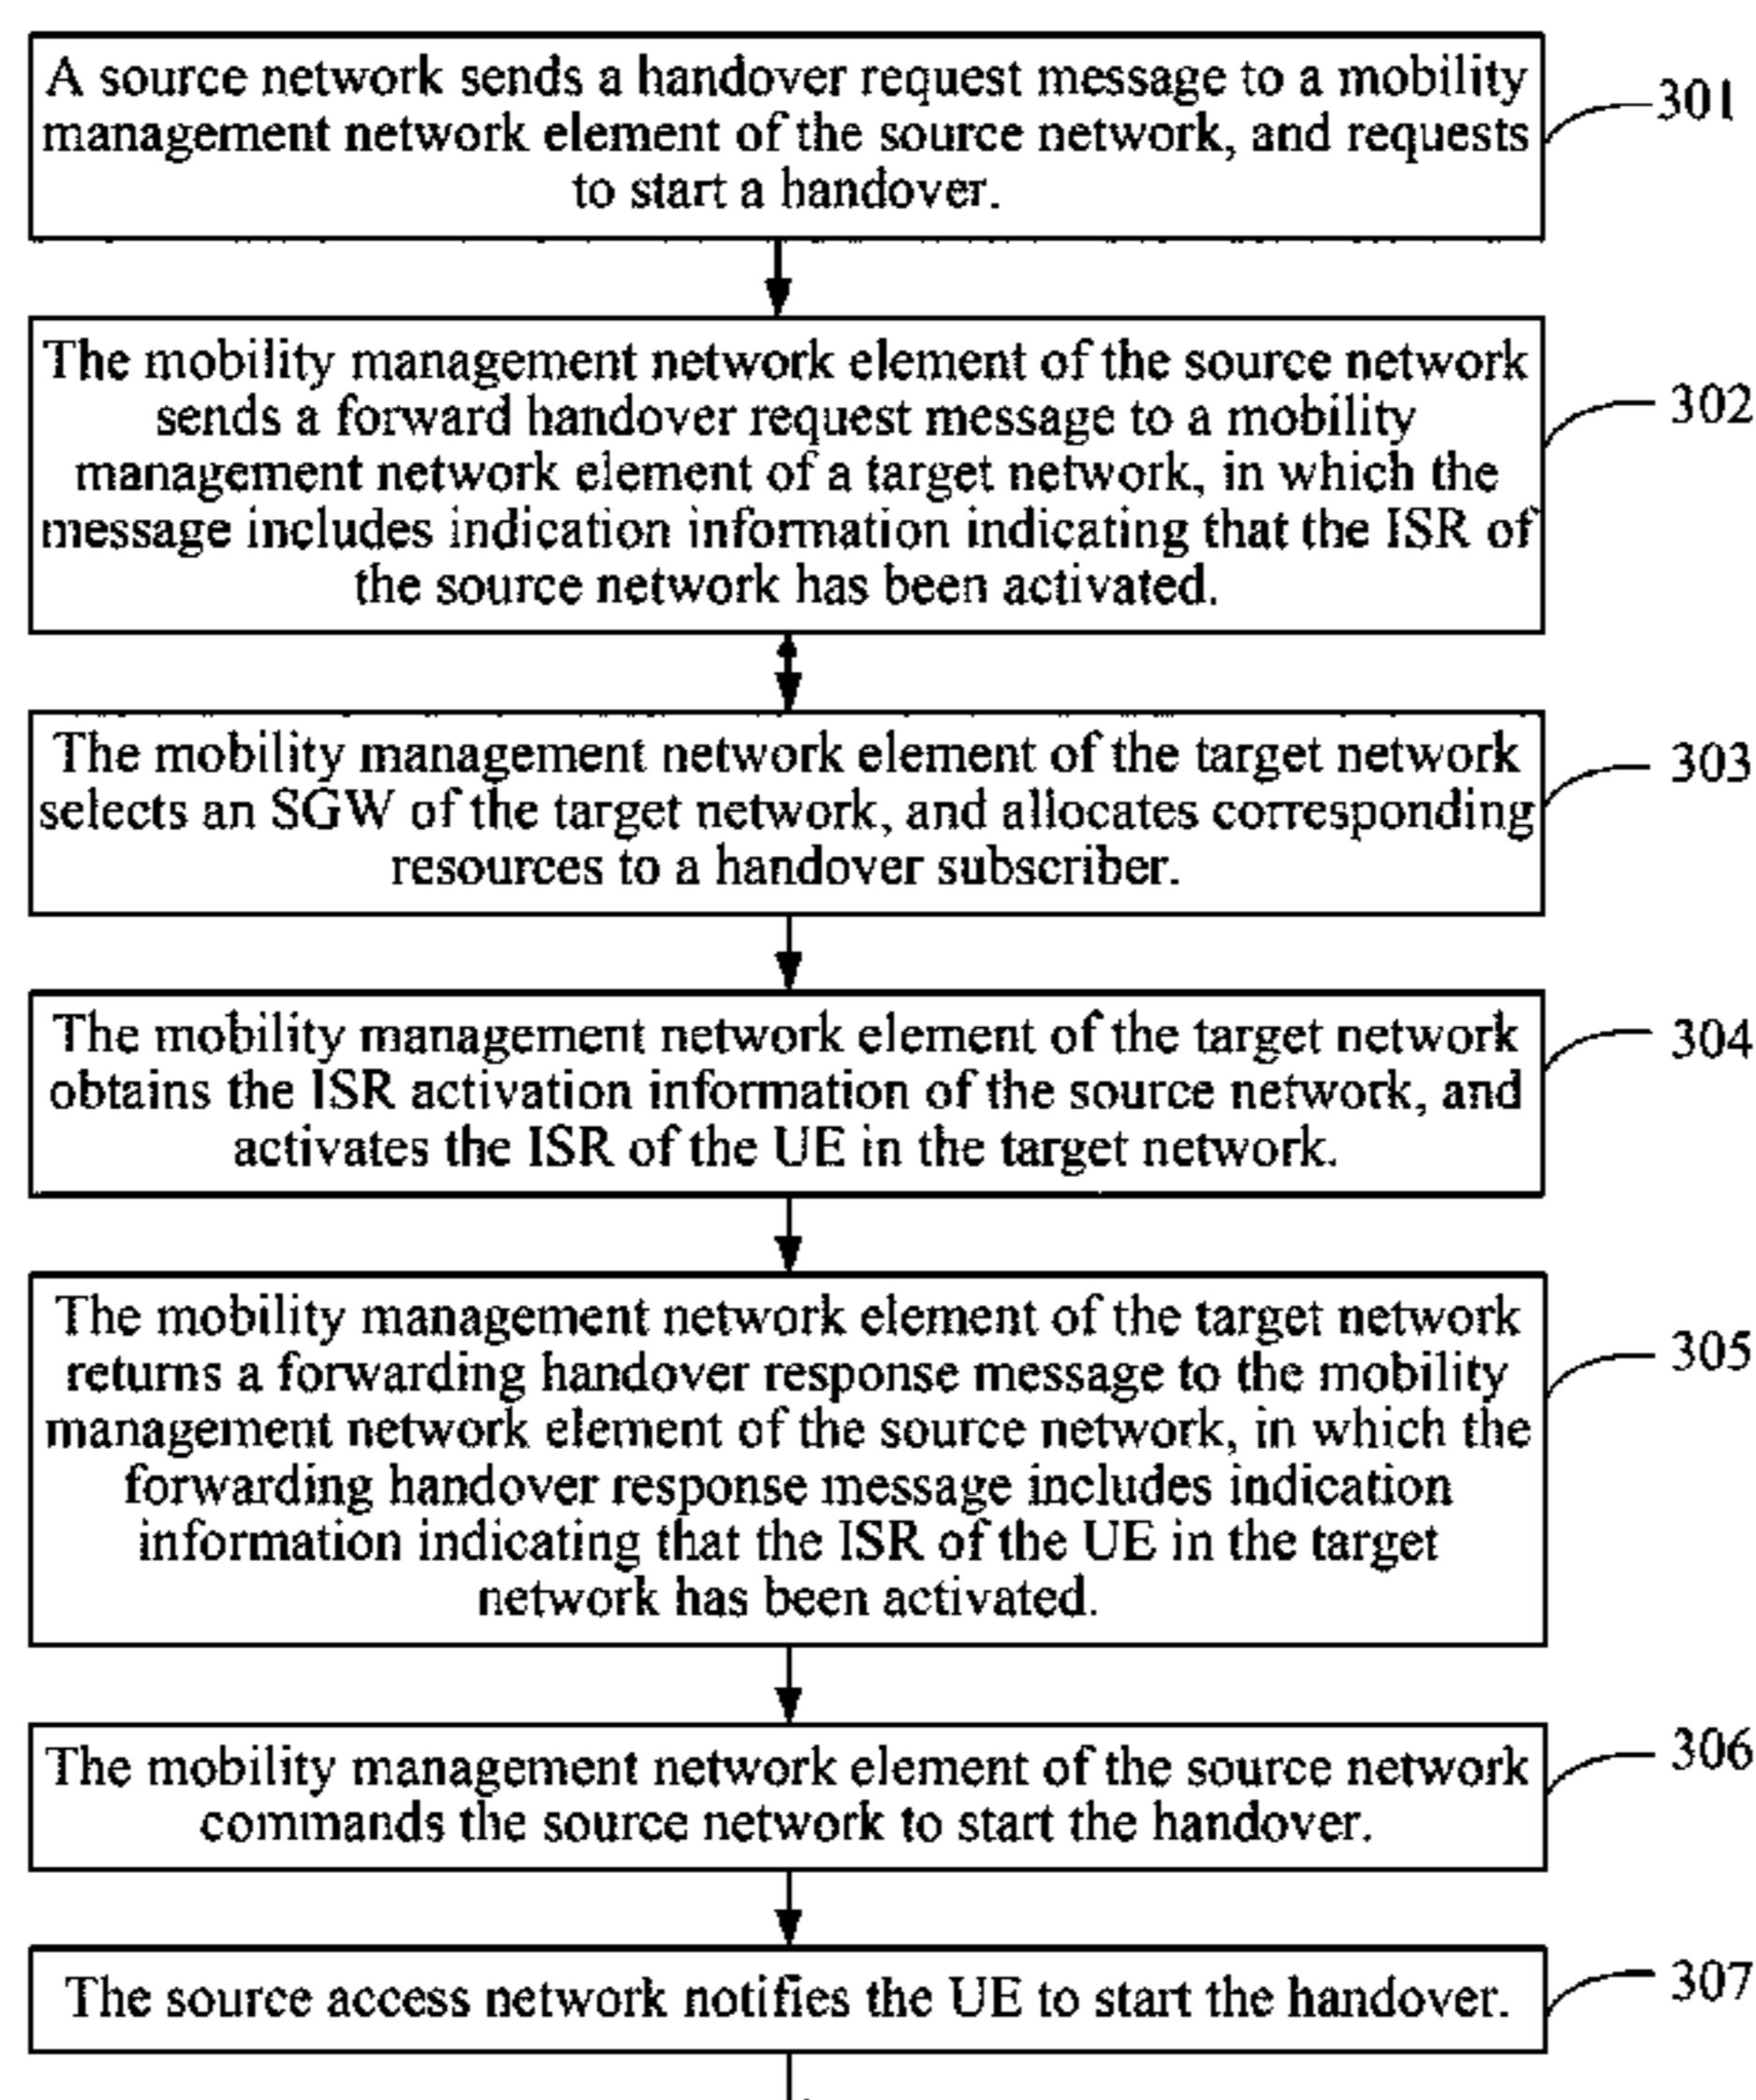 A source network sends a handover request message to a mobility
management network element of the source network, and requests
to start a handover.
301
The mobility management network element of the source network
sends a forward handover request message to a mobility
management network element of a target network, in which the
message includes indication information indicating that the ISR of
the source network has been activated.
302
The mobility management network element of the target network
selects an SGW of the target network, and allocates corresponding
resources to a handover subscriber.
303
The mobility management network element of the target network
obtains the ISR activation information of the source network, and
activates the ISR of the UE in the target network.
304
The mobility management network element of the target network
returns a forwarding handover response message to the mobility
management network element of the source network, in which the
forwarding handover response message includes indication
information indicating that the ISR of the UE in the target
network has been activated.
305
The mobility management network element of the source network
commands the source network to start the handover.
306
The source access network notifies the UE to start the handover.
307